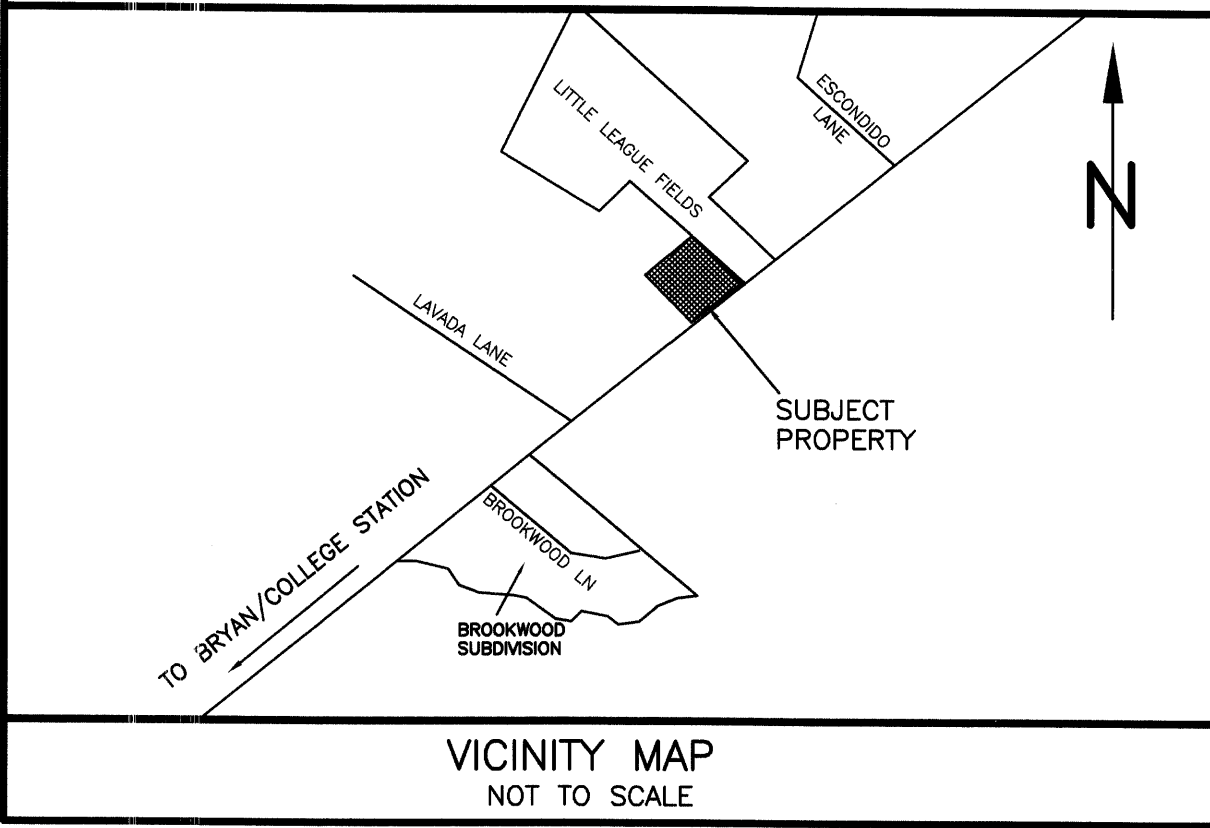 ESCONDIDO
LANE
LITTLE LEAGUE FIELDS
N
LAVADA LANE
SUBJECT
PROPERTY
TO BRYAN/COLLEGE STATION
BROOKWOOD LN
BROOKWOOD
SUBDIVISION
VICINITY MAP
NOT TO SCALE